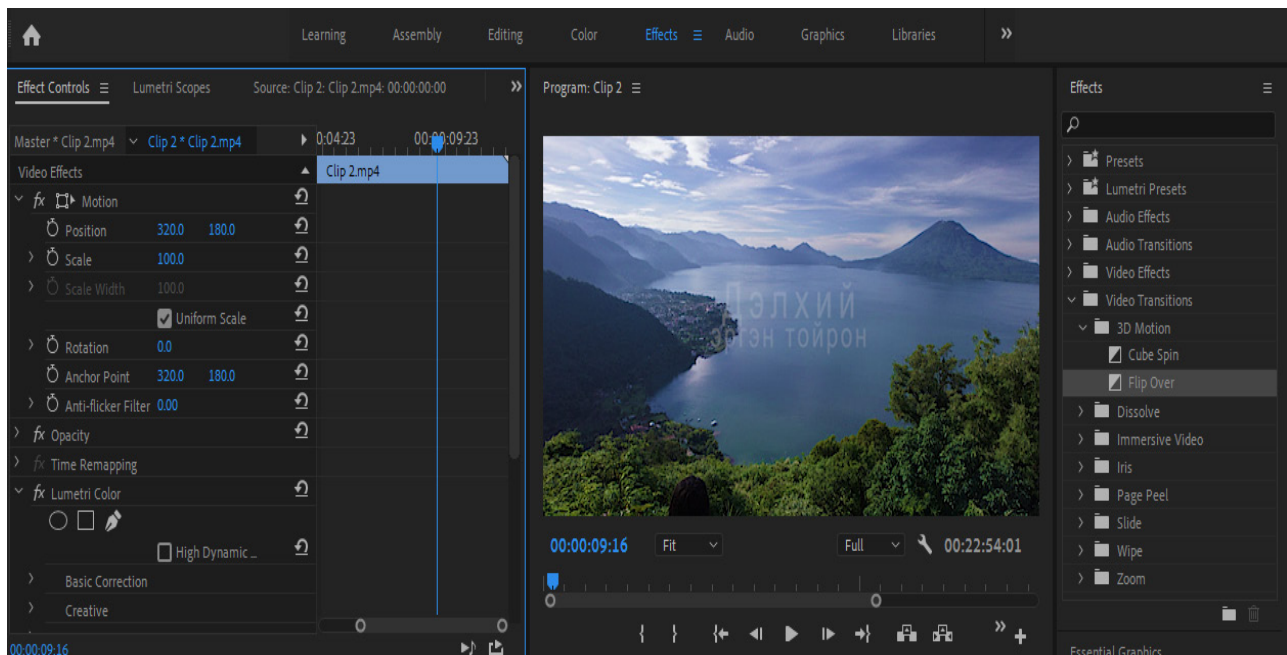 Learning Assembly Editing Color Effects Audio Graphics Libraries
Effect Controls Lumetri Scopes Source: Clip 2: Clip 2.mp4: 00:00:00:00
Master * Clip 2.mp4 Clip 2 * Clip 2.mp4
0:04:23 00:00:09:23
Video Effects
Clip 2.mp4
fx Motion
Position 320.0 180.0
Scale 100.0
Scale Width 100.0
Uniform Scale
Rotation 0.0
Anchor Point 320.0 180.0
Anti-flicker Filter 0.00
fx Opacity
fx Time Remapping
fx Lumetri Color
High Dynamic ...
Basic Correction
Creative
00:00:09:16
Program: Clip 2
Дэлхий
эргэн тойрон
00:00:09:16 Fit Full 00:22:54:01
Effects
Presets
Lumetri Presets
Audio Effects
Audio Transitions
Video Effects
Video Transitions
3D Motion
Cube Spin
Flip Over
Dissolve
Immersive Video
Iris
Page Peel
Slide
Wipe
Zoom
Essential Graphics